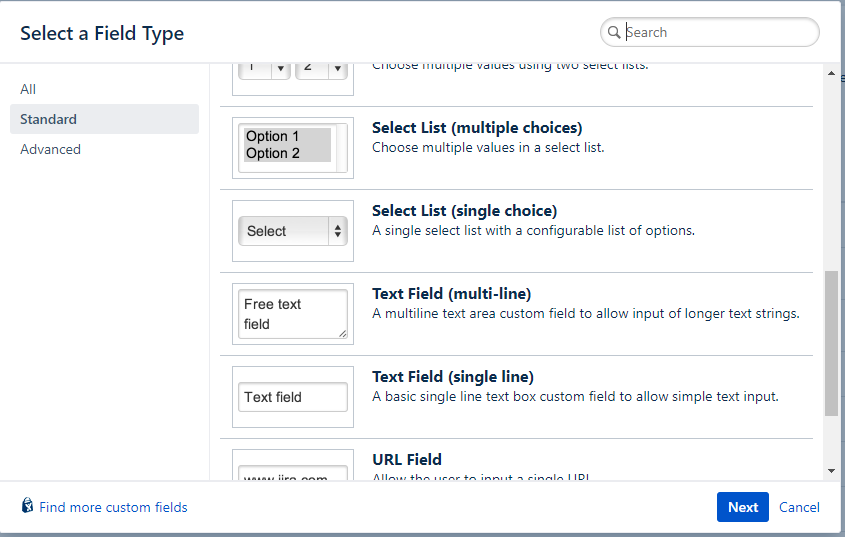 Select a Field Type
Search
All
Standard
Advanced
1 2
Choose multiple values using two select lists.
Option 1
Option 2
Select List (multiple choices)
Choose multiple values in a select list.
Select
Select List (single choice)
A single select list with a configurable list of options.
Free text
field
Text Field (multi-line)
A multiline text area custom field to allow input of longer text strings.
Text field
Text Field (single line)
A basic single line text box custom field to allow simple text input.
www.jira.com
URL Field
Allow the user to input a single URL
Find more custom fields
Next
Cancel